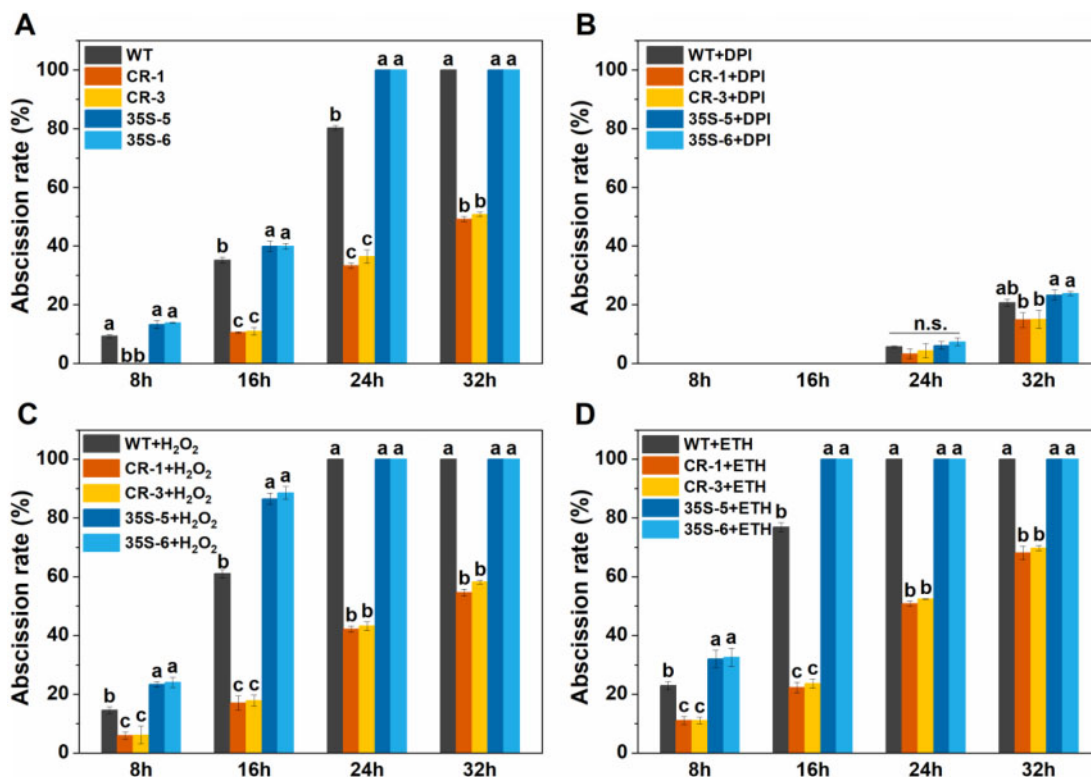 A
WT
CR-1
CR-3
35S-5
35S-6
Abscission rate (%)
100
80
60
40
20
0
a
bb
a a
b
c c
a a
b
c c
a a
a
b b
a a
8h 16h 24h 32h
B
WT+DPI
CR-1+DPI
CR-3+DPI
35S-5+DPI
35S-6+DPI
Abscission rate (%)
100
80
60
40
20
0
n.s.
ab
b b
a a
8h 16h 24h 32h
C
WT+H₂O₂
CR-1+H₂O₂
CR-3+H₂O₂
35S-5+H₂O₂
35S-6+H₂O₂
Abscission rate (%)
100
80
60
40
20
0
b
c c
a a
b
c c
a a
a
b b
a a
a
b b
a a
8h 16h 24h 32h
D
WT+ETH
CR-1+ETH
CR-3+ETH
35S-5+ETH
35S-6+ETH
Abscission rate (%)
100
80
60
40
20
0
b
c c
a a
b
c c
a a
a
b b
a a
a
b b
a a
8h 16h 24h 32h